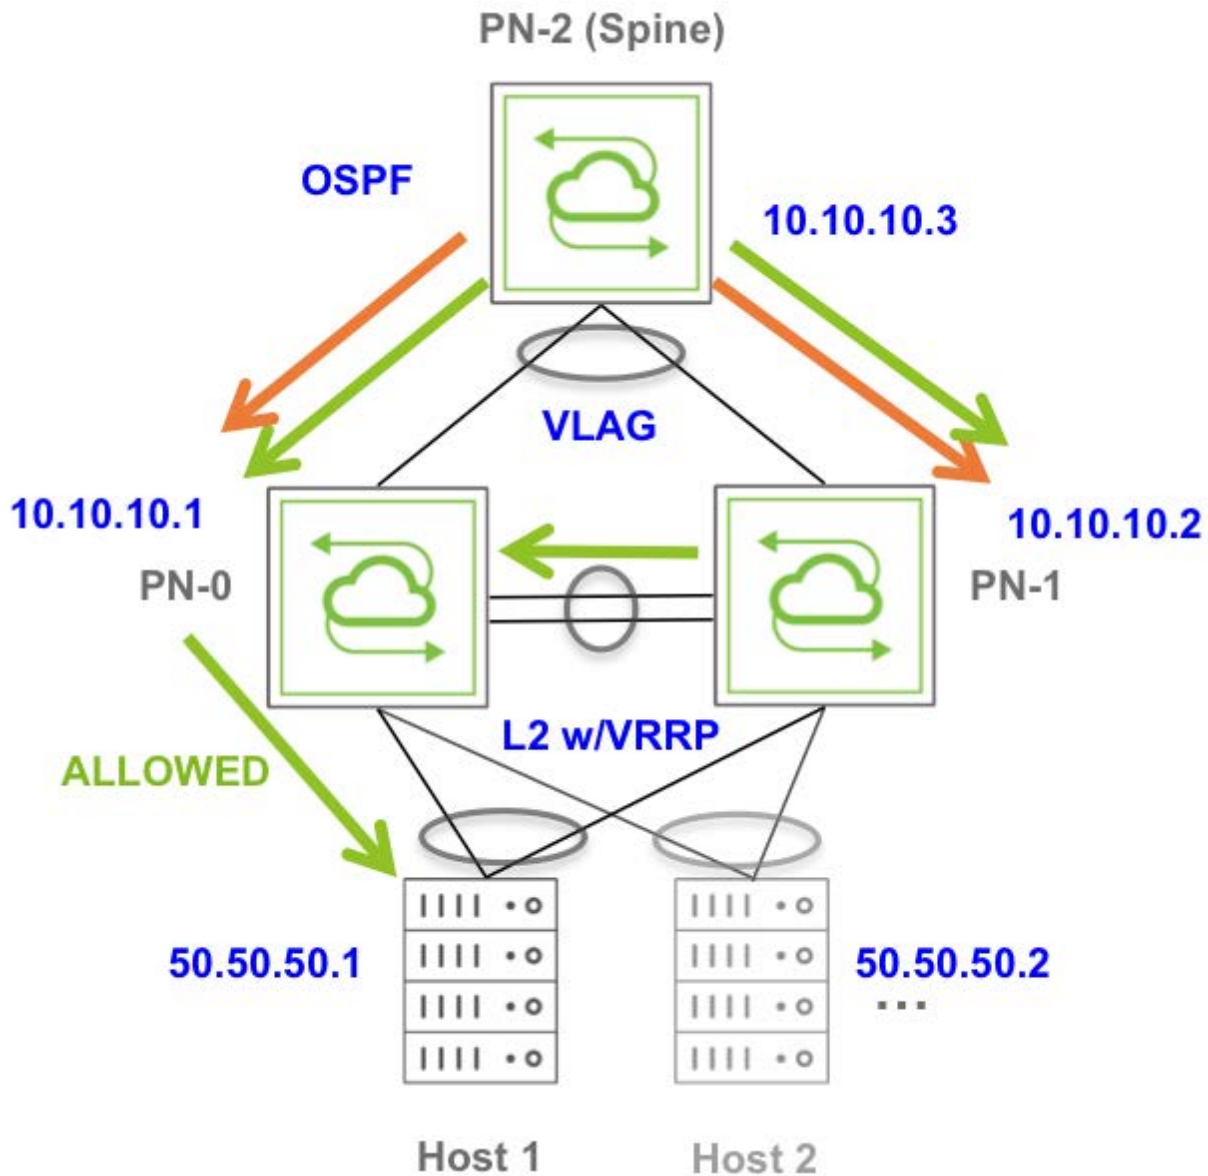 PN-2 (Spine)
OSPF
10.10.10.3
VLAG
10.10.10.1
10.10.10.2
PN-0
PN-1
L2 w/VRRP
ALLOWED
50.50.50.1
50.50.50.2
...
Host 1
Host 2